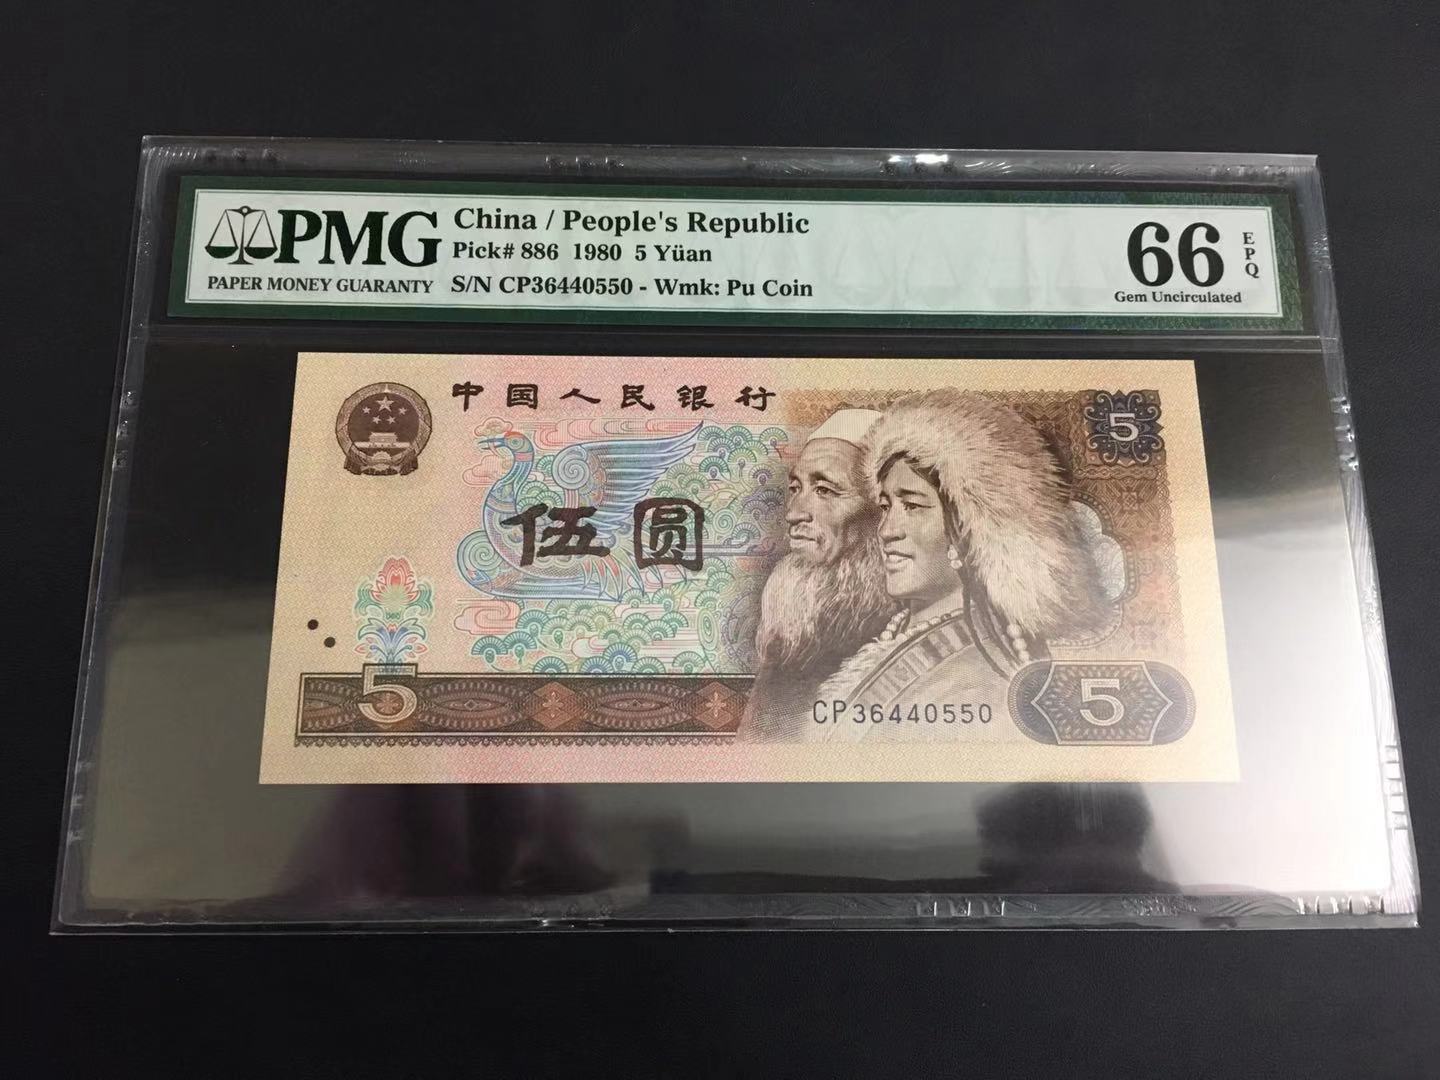 PMG
PAPER MONEY GUARANTY
China / People's Republic
Pick# 886 1980 5 Yüan
S/N CP36440550 - Wmk: Pu Coin
66
EPQ
Gem Uncirculated
中国人民银行
5
伍圆
5
CP36440550
5